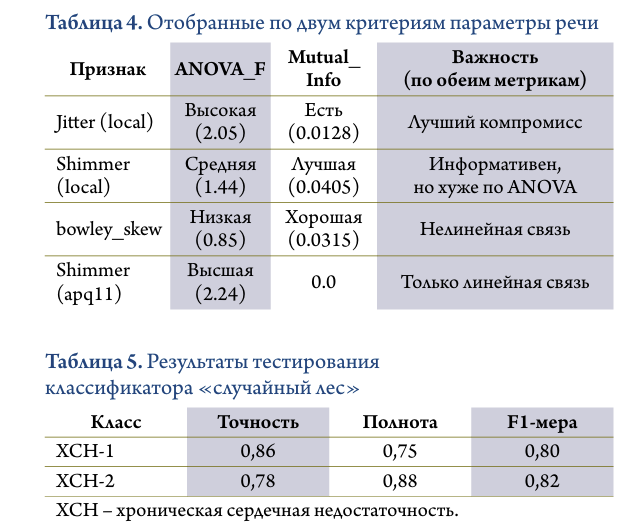 Таблица 4. Отобранные по двум критериям параметры речи
Признак ANOVA_F Mutual_ Info Важность (по обеим метрикам)
Jitter (local) Высокая (2.05) Есть (0.0128) Лучший компромисс
Shimmer (local) Средняя (1.44) Лучшая (0.0405) Информативен, но хуже по ANOVA
bowley_skew Низкая (0.85) Хорошая (0.0315) Нелинейная связь
Shimmer (apq11) Высшая (2.24) 0.0 Только линейная связь
Таблица 5. Результаты тестирования
классификатора «случайный лес»
Класс Точность Полнота F1-мера
ХСН-1 0,86 0,75 0,80
ХСН-2 0,78 0,88 0,82
ХСН – хроническая сердечная недостаточность.